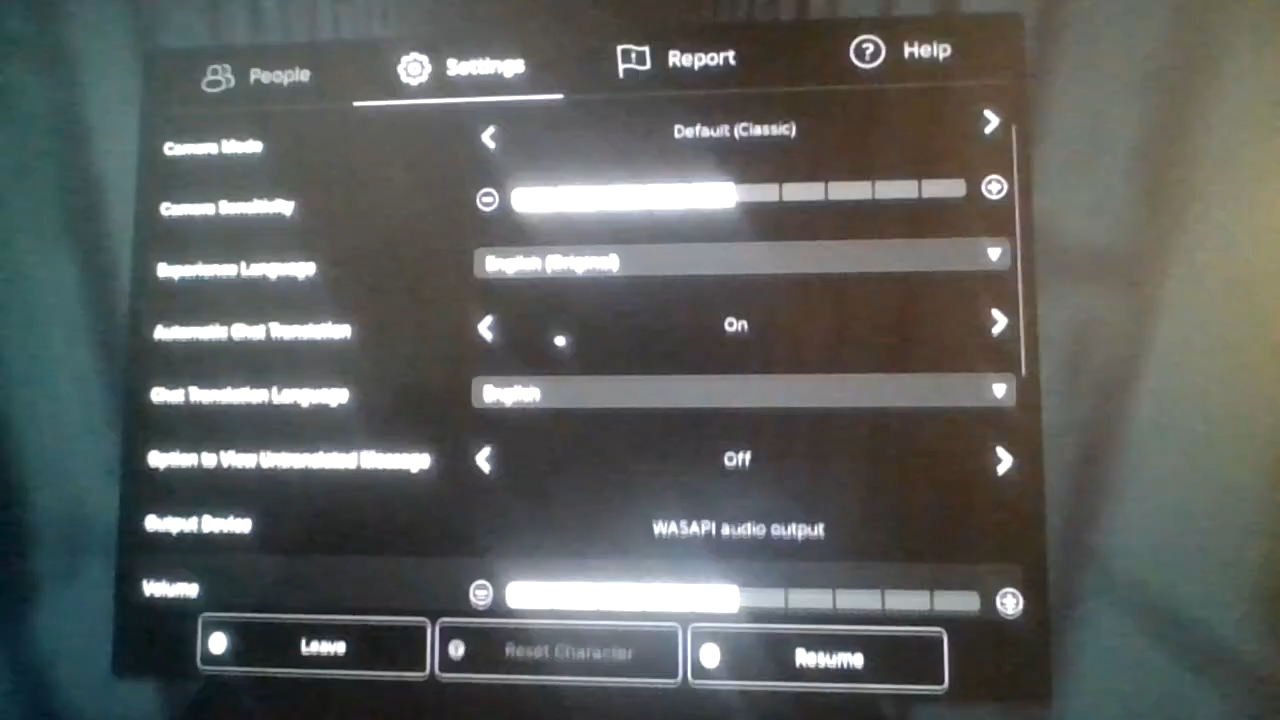 People
Settings
Report
? Help
Camera Mode
Default (Classic)
Camera Sensitivity
Experience Language
English (Original)
Automatic Chat Translation
On
Chat Translation Language
English
Option to View Untranslated Message
Off
Output Device
WASAPI audio output
Volume
Leave
Reset Character
Resume